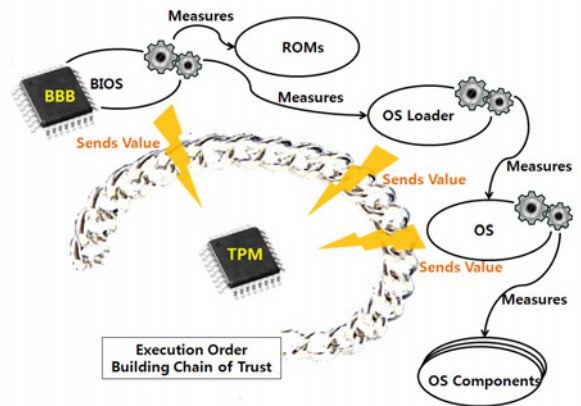 Measures
ROMs
BBB
BIOS
Measures
OS Loader
Sends Value
Sends Value
Measures
TPM
OS
Sends Value
Measures
Execution Order
Building Chain of Trust
OS Components